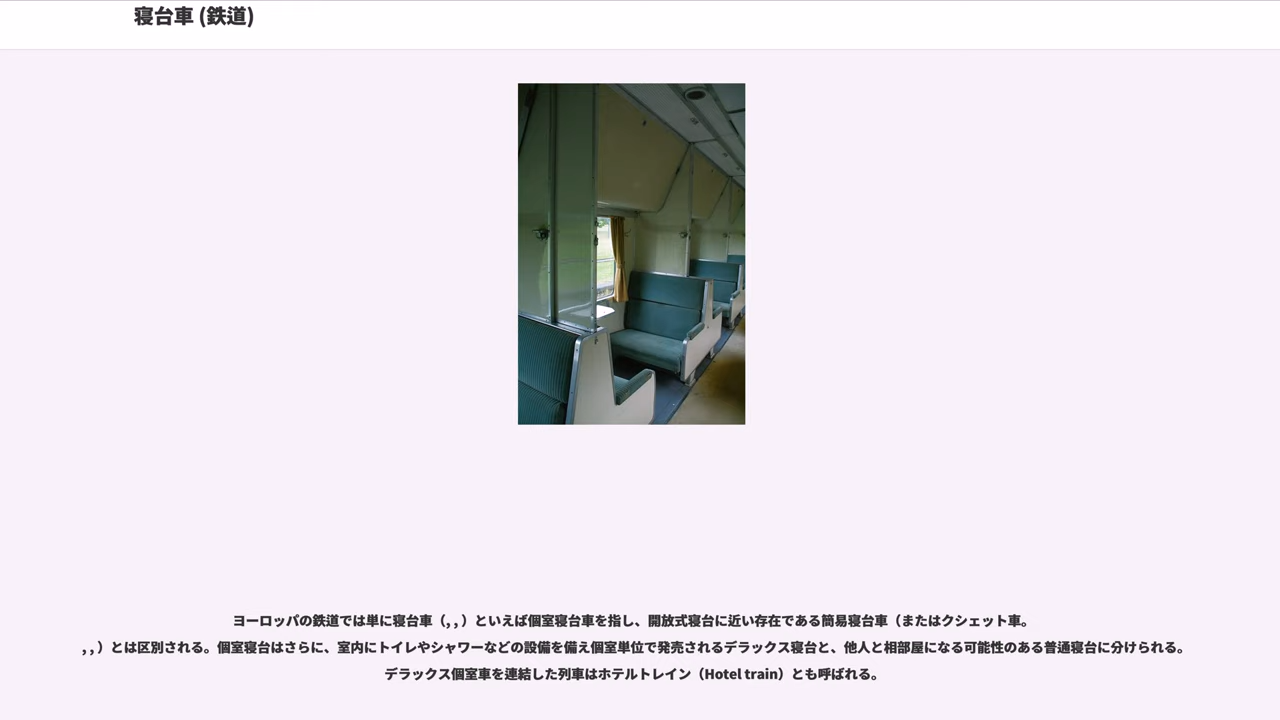 寝台車 (鉄道)
ヨーロッパの鉄道では単に寝台車（, , ）といえば個室寝台車を指し、開放式寝台に近い存在である簡易寝台車（またはクシェット車。
, , ）とは区別される。個室寝台はさらに、室内にトイレやシャワーなどの設備を備え個室単位で発売されるデラックス寝台と、他人と相部屋になる可能性のある普通寝台に分けられる。
デラックス個室車を連結した列車はホテルトレイン（Hotel train）とも呼ばれる。